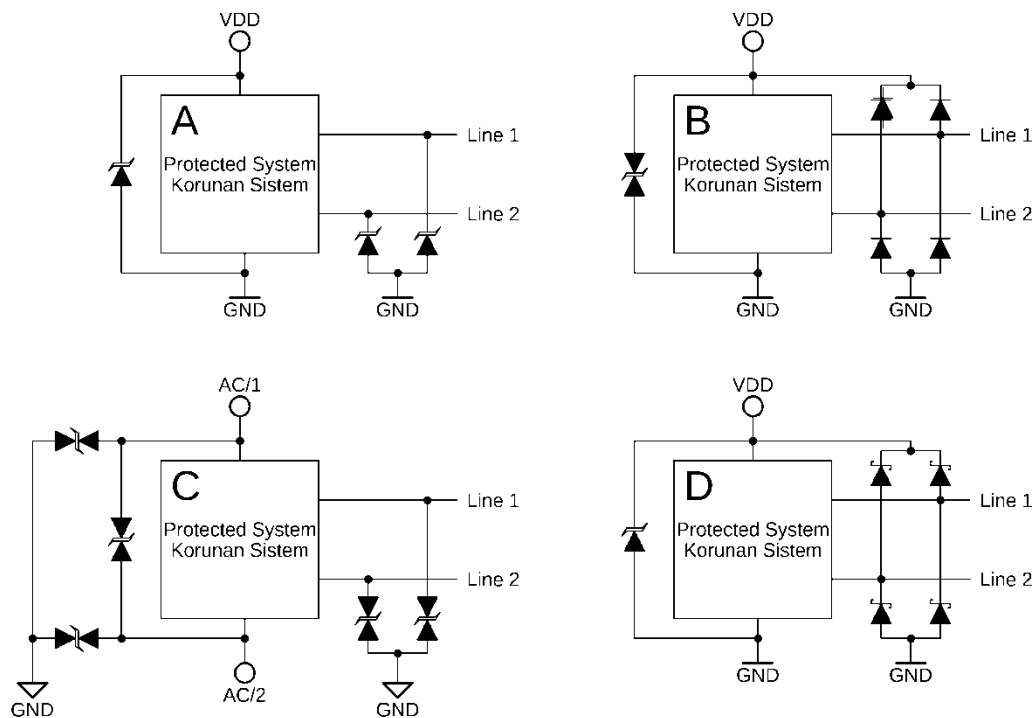 VDD
A
Protected System
Korunan Sistem
Line 1
Line 2
GND
GND
VDD
B
Protected System
Korunan Sistem
Line 1
Line 2
GND
GND
AC/1
C
Protected System
Korunan Sistem
Line 1
Line 2
GND
AC/2
GND
VDD
D
Protected System
Korunan Sistem
Line 1
Line 2
GND
GND